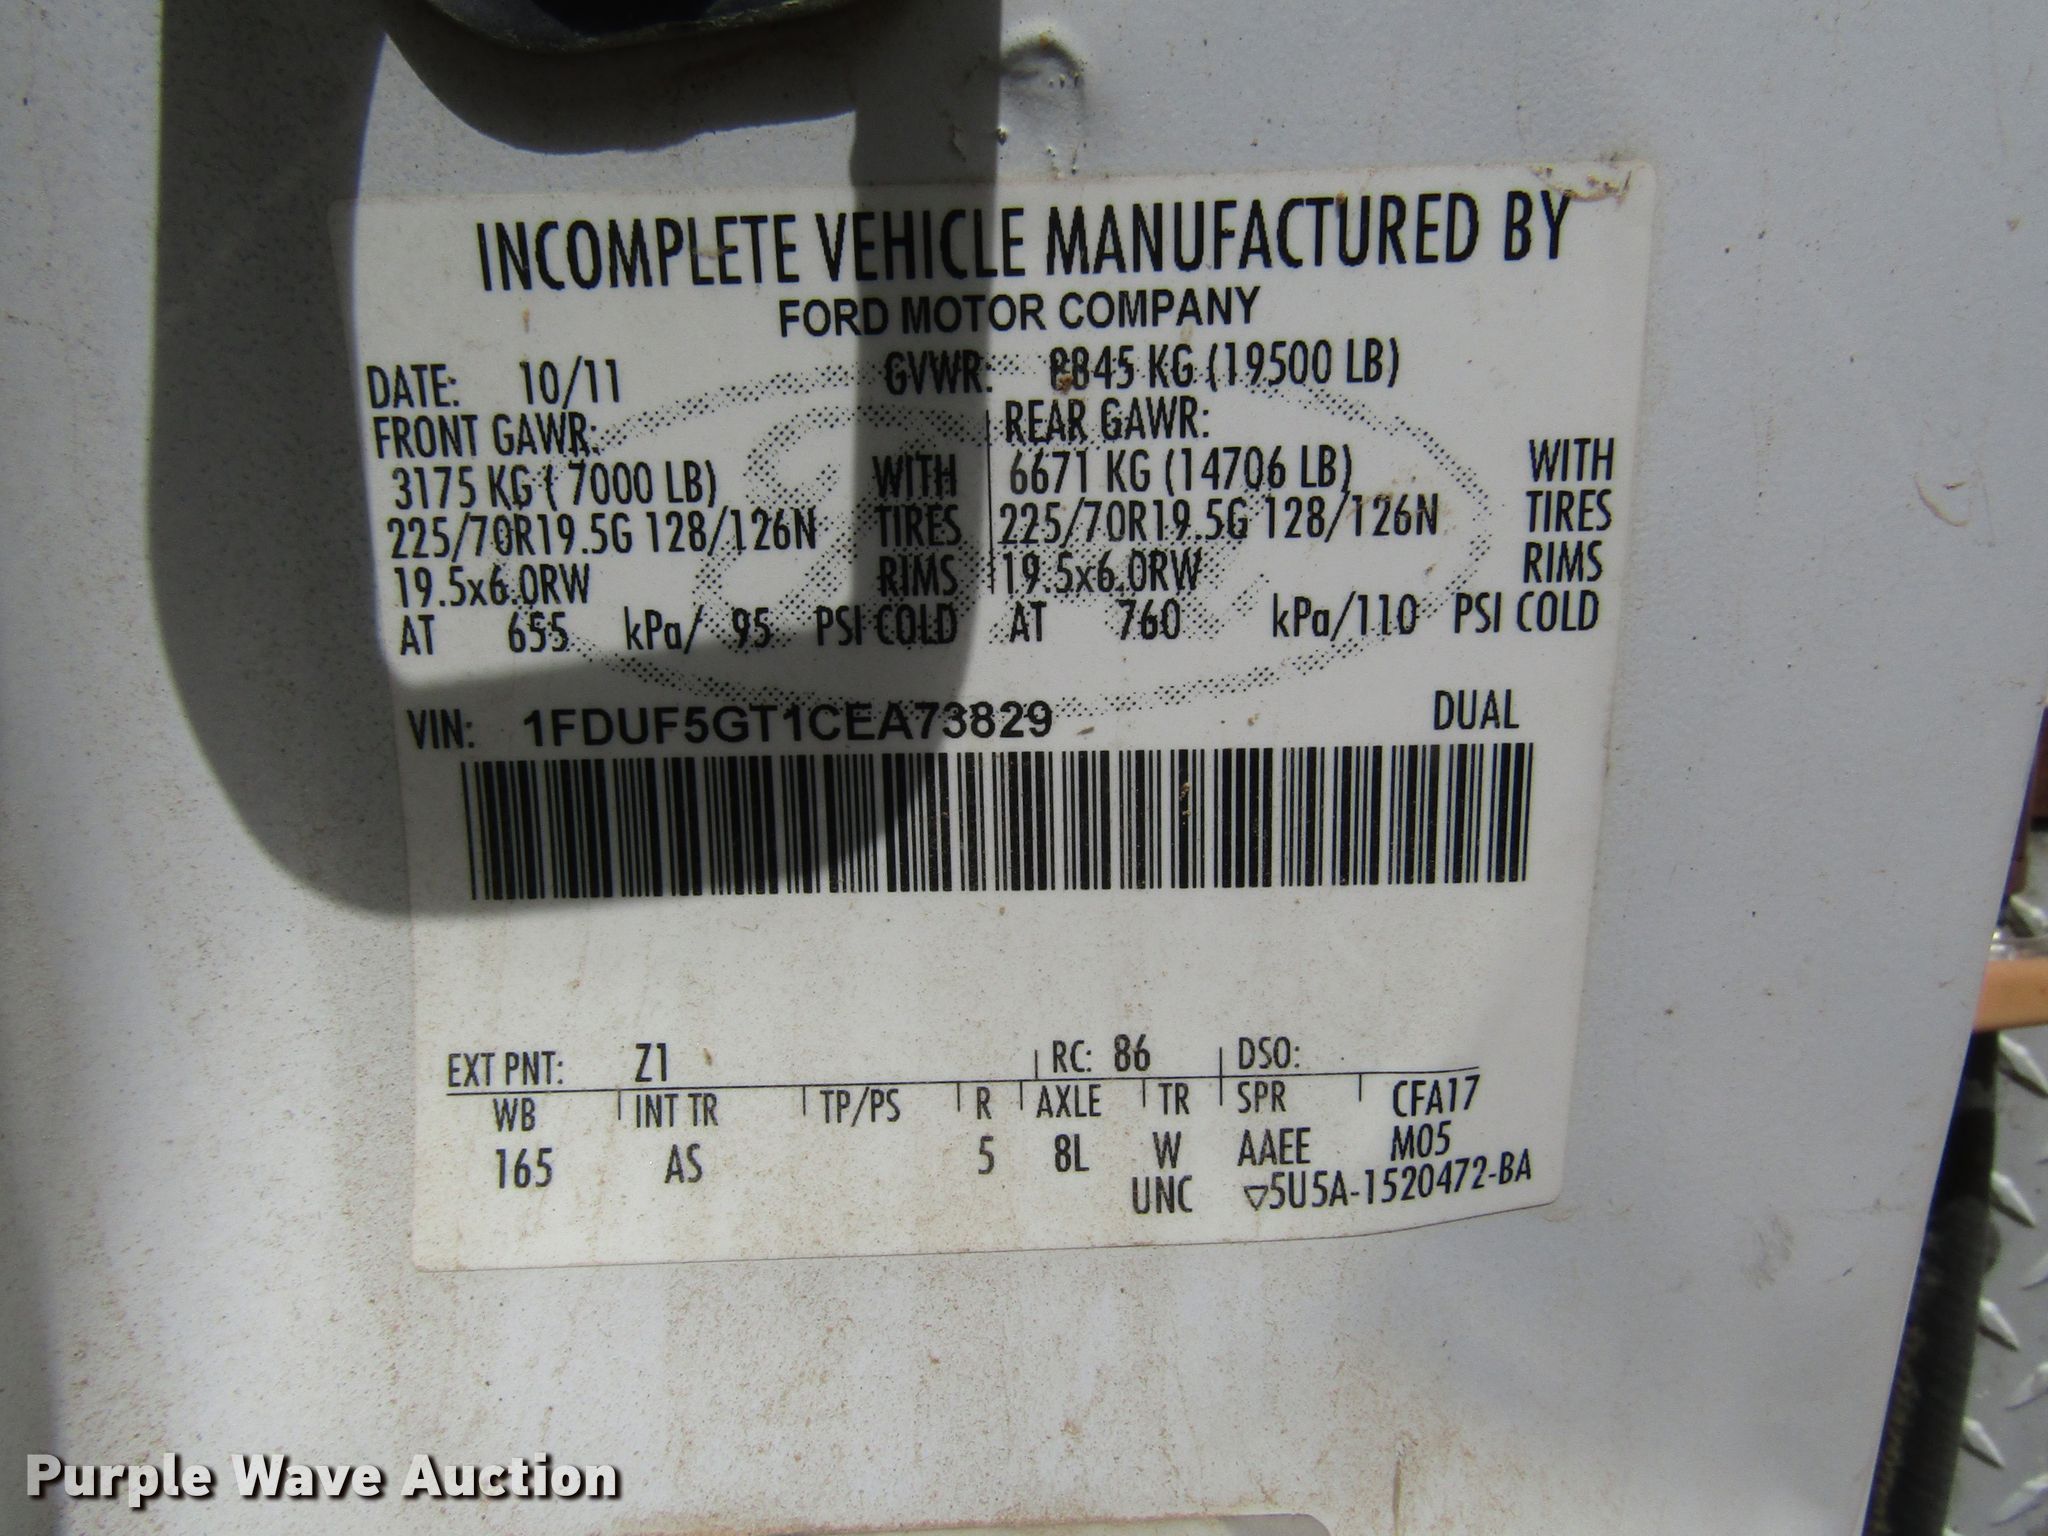 INCOMPLETE VEHICLE MANUFACTURED BY
FORD MOTOR COMPANY
DATE: 10/11 GVWR: 8845 KG (19500 LB)
FRONT GAWR: REAR GAWR:
3175 KG ( 7000 LB) WITH 6671 KG (14706 LB) WITH
225/70R19.5G 128/126N TIRES 225/70R19.5G 128/126N TIRES
19.5x6.0RW RIMS 19.5x6.0RW RIMS
AT 655 kPa/ 95 PSI COLD AT 760 kPa/110 PSI COLD
VIN: 1FDUF5GT1CEA73829 DUAL
EXT PNT: Z1 RC: 86 DSO:
WB INT TR TP/PS R AXLE TR SPR CFA17
165 AS 5 8L W AAEE M05
UNC ▽5U5A-1520472-BA
Purple Wave Auction